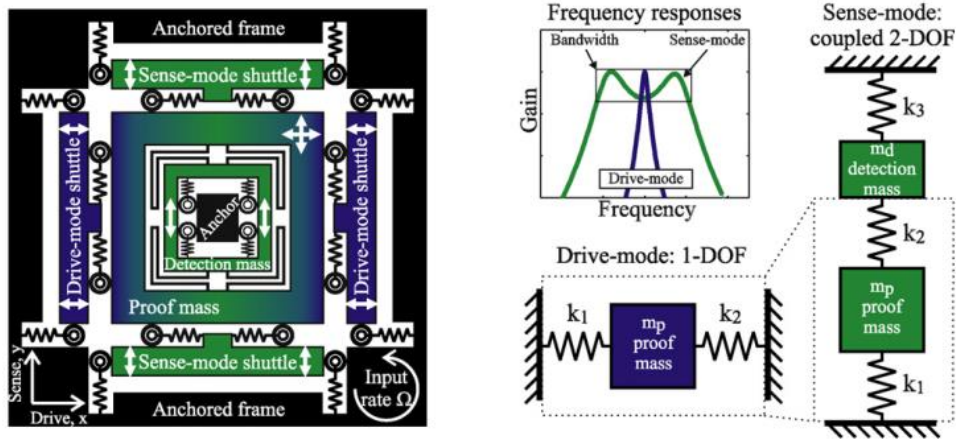 Anchored frame
Sense-mode shuttle
Drive-mode shuttle
Anchor
Detection mass
Drive-mode shuttle
Proof mass
Sense-mode shuttle
Sense, y
Drive, x
Input
rate Ω
Anchored frame
Frequency responses
Bandwidth
Sense-mode
Gain
Drive-mode
Frequency
Drive-mode: 1-DOF
k1
mp
proof
mass
k2
Sense-mode:
coupled 2-DOF
k3
md
detection
mass
k2
mp
proof
mass
k1